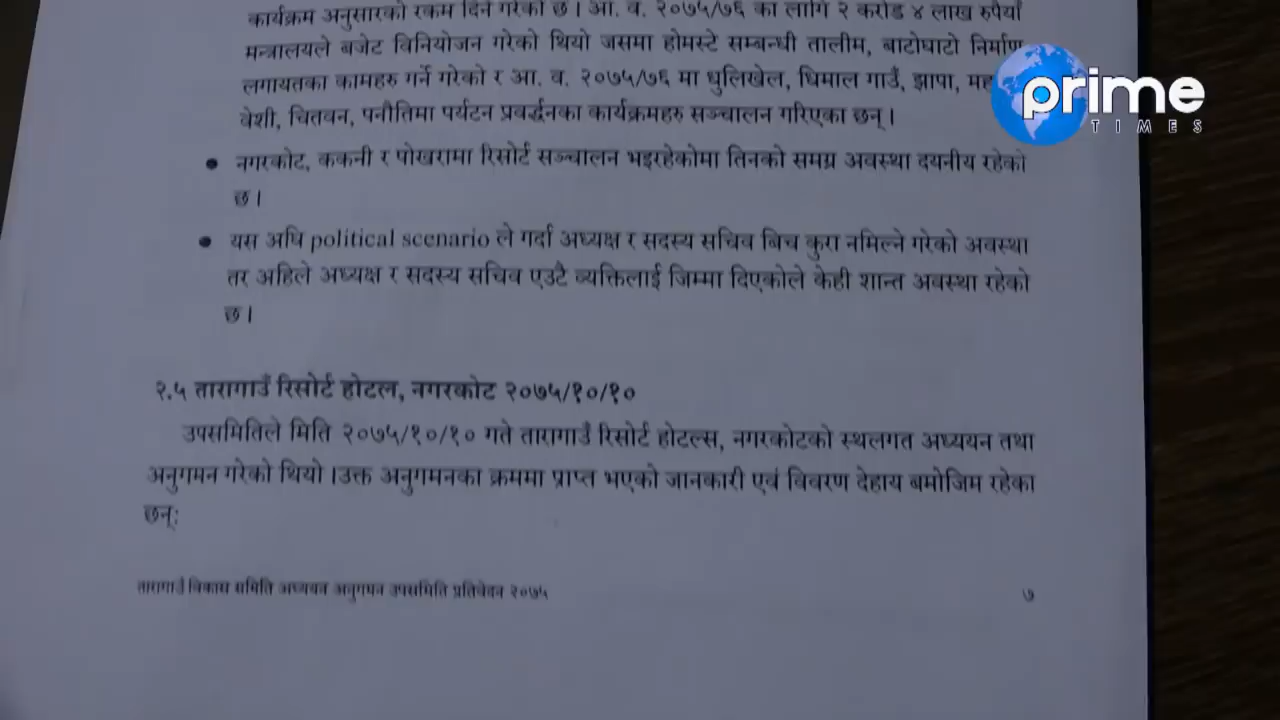 कार्यक्रम अनुसारको रकम दिने गरेको छ । आ. व. २०७५/७६ का लागि २ करोड ४ लाख रुपैयाँ
मन्त्रालयले बजेट विनियोजन गरेको थियो जसमा होमस्टे सम्बन्धी तालीम, बाटोघाटो निर्माण
लगायतका कामहरु गर्ने गरेको र आ. व. २०७५/७६ मा धुलिखेल, धिमाल गाउँ, झापा,
बेशी, चितवन, पनौतिमा पर्यटन प्रवर्द्धनका कार्यक्रमहरु सञ्चालन गरिएका छन् ।
prime
TIMES
• नगरकोट, ककनी र पोखरामा रिसोर्ट सञ्चालन भइरहेकोमा तिनको समग्र अवस्था दयनीय रहेको
छ ।
• यस अघि political scenario ले गर्दा अध्यक्ष र सदस्य सचिव बिच कुरा नमिल्ने गरेको अवस्था
तर अहिले अध्यक्ष र सदस्य सचिव एउटै व्यक्तिलाई जिम्मा दिएकोले केही शान्त अवस्था रहेको
छ ।
२.५ तारागाउँ रिसोर्ट होटल, नगरकोट २०७५/१०/१०
उपसमितिले मिति २०७५/१०/१० गते तारागाउँ रिसोर्ट होटल्स, नगरकोटको स्थलगत अध्ययन तथा
अनुगमन गरेको थियो ।उक्त अनुगमनका क्रममा प्राप्त भएको जानकारी एवं विवरण देहाय बमोजिम रहेका
छन्:
तारागाउँ विकास समिति अध्ययन अनुगमन उपसमिति प्रतिवेदन २०७५
७